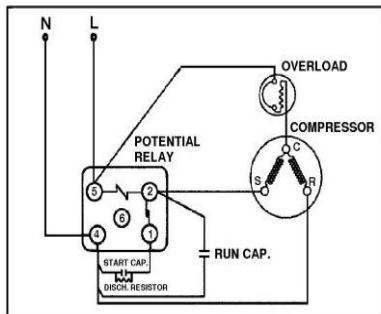 N L
OVERLOAD
COMPRESSOR
POTENTIAL
RELAY
C
S R
5 2
6
4 1
START CAP.
RUN CAP.
DISCH. RESISTOR